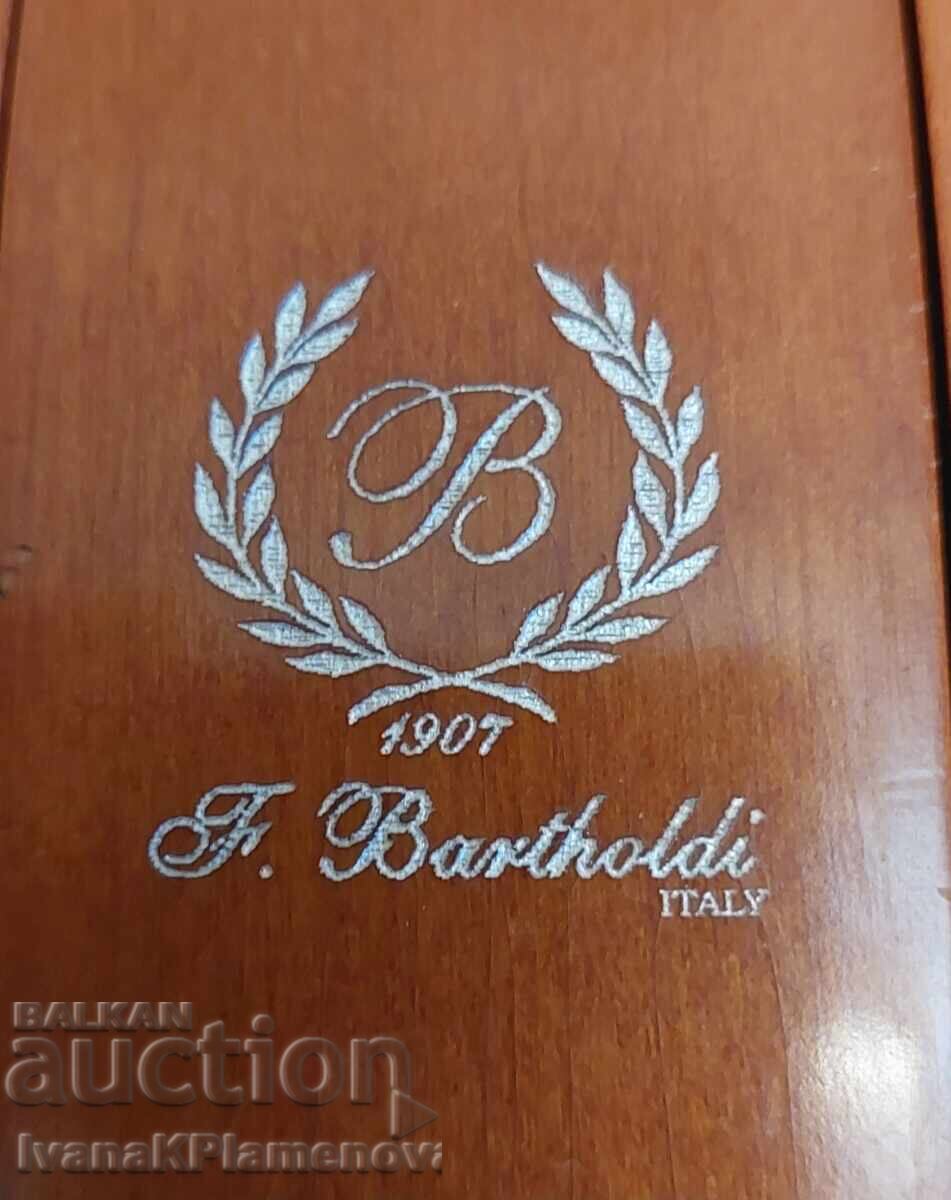 B
1907
F. Bartholdi
ITALY
BALKAN
auction
IvanaKPlamenova